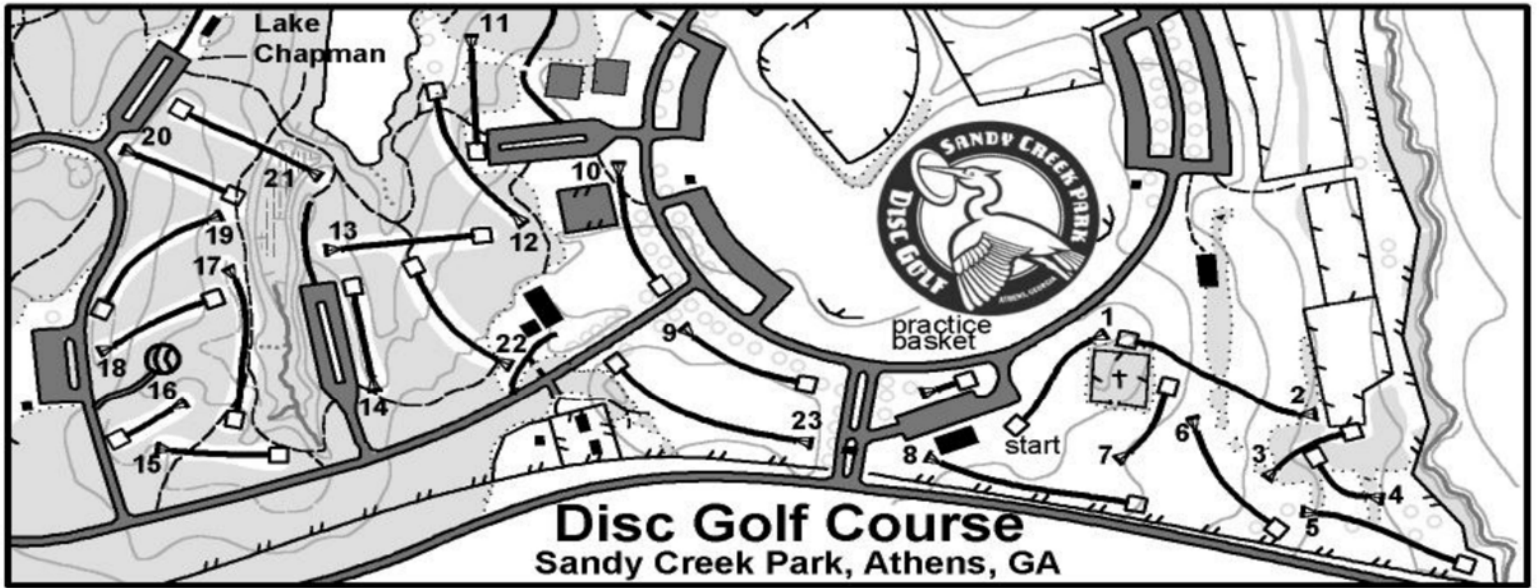 Lake
Chapman
11
20
21
10
13
12
19
17
SANDY CREEK PARK
DISC GOLF
ATHENS, GEORGIA
practice
basket
1
9
22
18
16
14
2
23
start
15
8
7
6
3
4
5
Disc Golf Course
Sandy Creek Park, Athens, GA